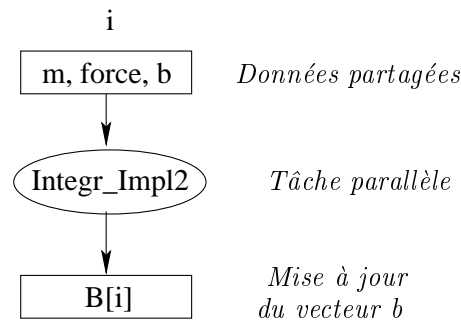 i
m, force, b
Données partagées
Integr_Impl2
Tâche parallèle
B[i]
Mise à jour
du vecteur b